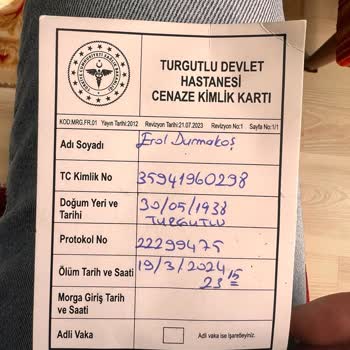 TURGUTLU DEVLET
HASTANESİ
CENAZE KİMLİK KARTI
KOD:MRG.FR.01 Yayın Tarihi:2012 Revizyon Tarihi:21.07.2023 Revizyon No:1 Sayfa No:1/1
Adı Soyadı Erol Durmakoş
TC Kimlik No 35941960298
Doğum Yeri ve Tarihi 30/05/1938 TURGUTLU
Protokol No 22299475
Ölüm Tarih ve Saati 19/3/2024 23 15
Morga Giriş Tarih ve Saati
Adli Vaka Adli vaka ise işaretleyiniz.